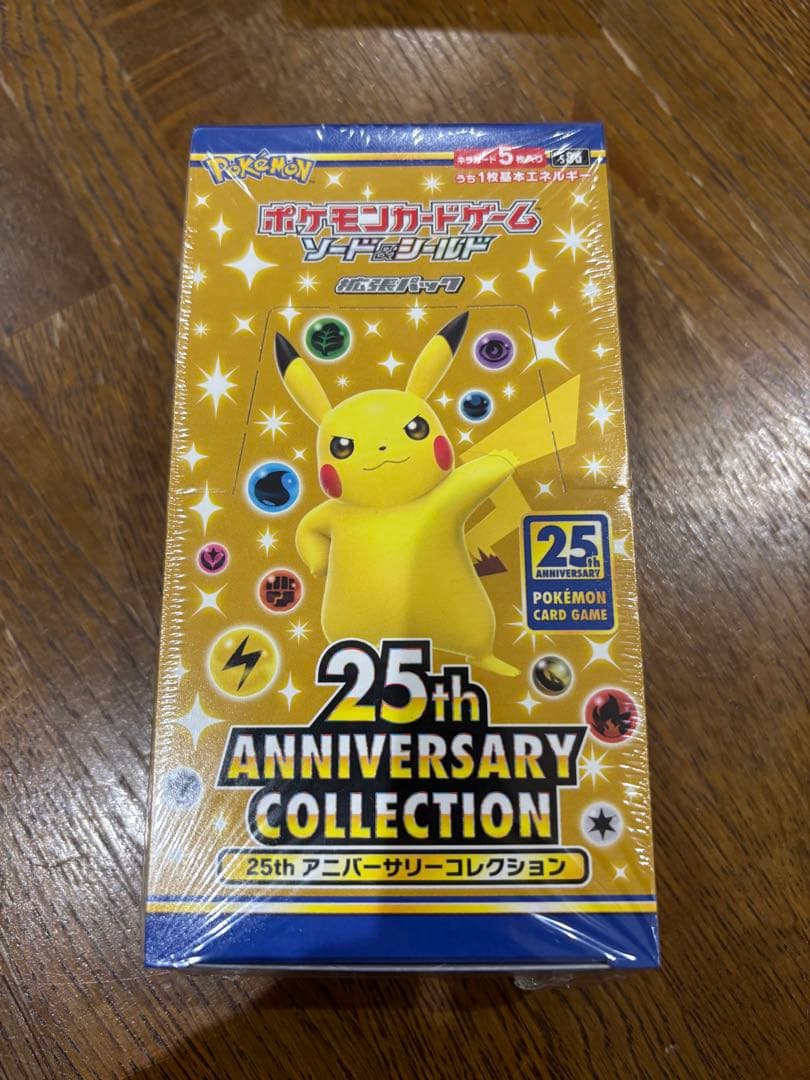 Pokémon
キラカード5枚入り s8a
うち1枚基本エネルギー
ポケモンカードゲーム
ソード&シールド
拡張パック
25th
ANNIVERSARY
POKÉMON
CARD GAME
25th
ANNIVERSARY
COLLECTION
25th アニバーサリーコレクション